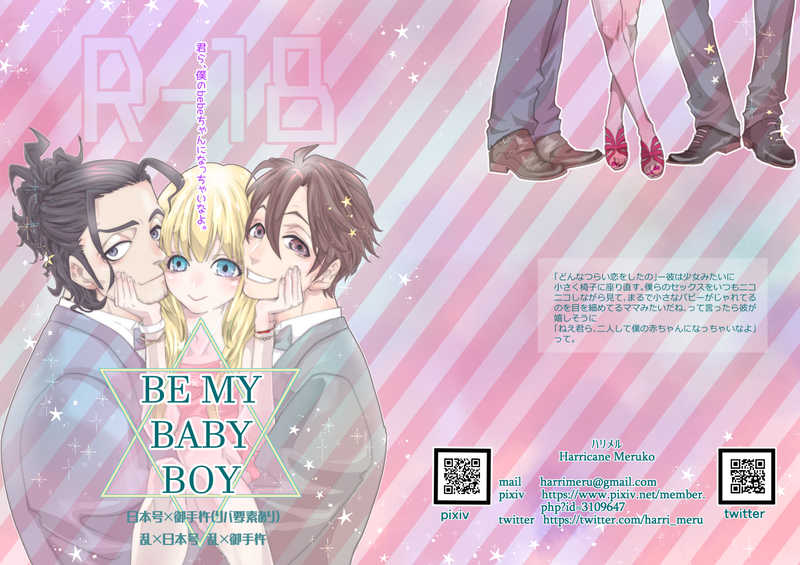 R-18
君ら、僕のbebeちゃんになっちゃいなよ。
BE MY
BABY
BOY
日本号×御手杵(リバ要素あり)
乱×日本号/乱×御手杵
「どんなつらい恋をしたの」―彼は少女みたいに
小さく椅子に座り直す。僕らのセックスをいつもニコ
ニコしながら見て、まるで小さなパピーがじゃれてる
のを目を細めてるママみたいだね。って言ったら彼が
嬉しそうに
「ねえ君ら、二人して僕の赤ちゃんになっちゃいなよ」
って。
ハリメル
Harricane Meruko
mail harrimeru@gmail.com
pixiv https://www.pixiv.net/member.
php?id_3109647
twitter https://twitter.com/harri_meru
pixiv
twitter